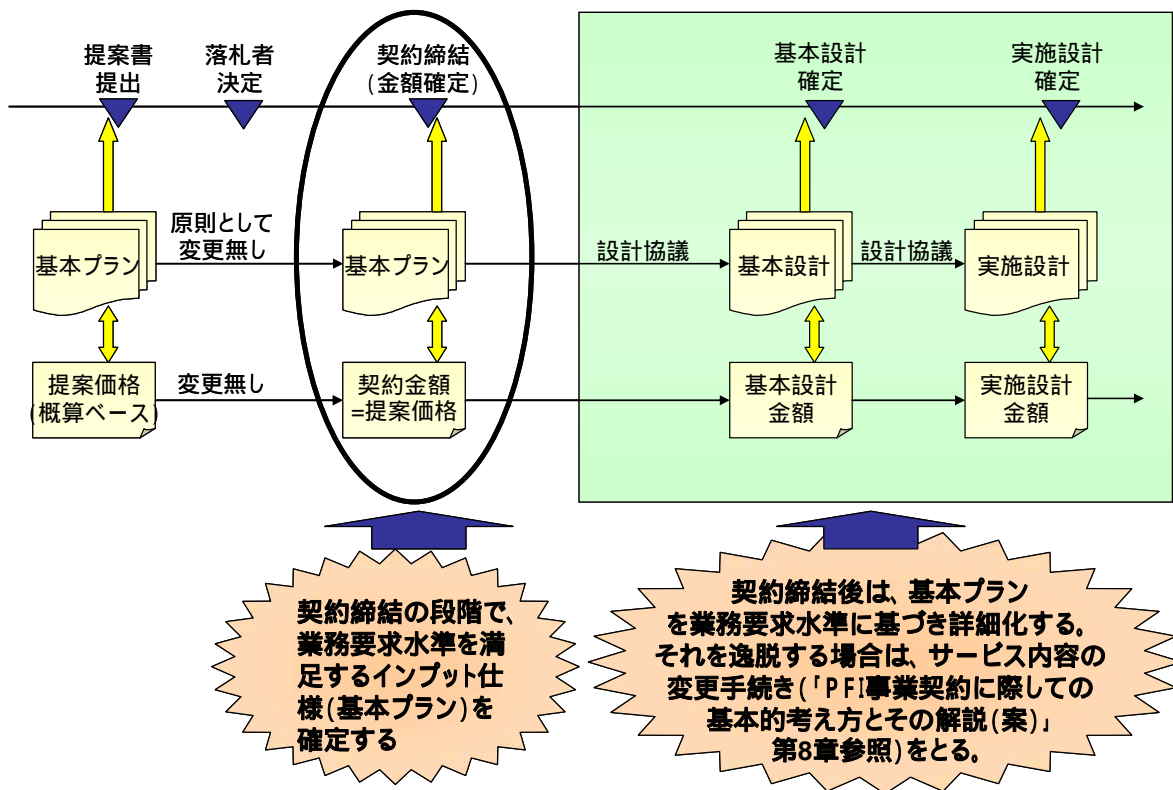 提案書
提出
落札者
決定
契約締結
(金額確定)
基本設計
確定
実施設計
確定
基本プラン
原則として
変更無し
基本プラン
設計協議
基本設計
設計協議
実施設計
提案価格
(概算ベース)
変更無し
契約金額
=提案価格
基本設計
金額
実施設計
金額
契約締結の段階で、
業務要求水準を満
足するインプット仕
様(基本プラン)を
確定する
契約締結後は、基本プラン
を業務要求水準に基づき詳細化する。
それを逸脱する場合は、サービス内容の
変更手続き(「PFI事業契約に際しての
基本的考え方とその解説(案)」
第8章参照)をとる。